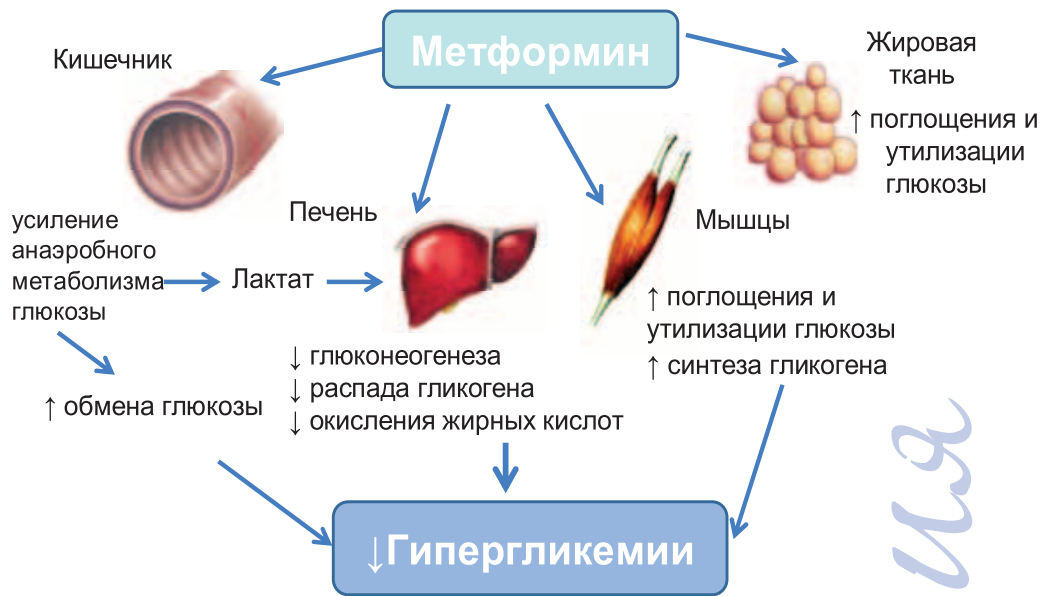 Метформин
Кишечник
Жировая
ткань
↑ поглощения и
утилизации
глюкозы
Печень
Мышцы
усиление
анаэробного
метаболизма
глюкозы
Лактат
↑ поглощения и
утилизации глюкозы
↑ синтеза гликогена
↓ глюконеогенеза
↓ распада гликогена
↓ окисления жирных кислот
↑ обмена глюкозы
↓Гипергликемии
ия